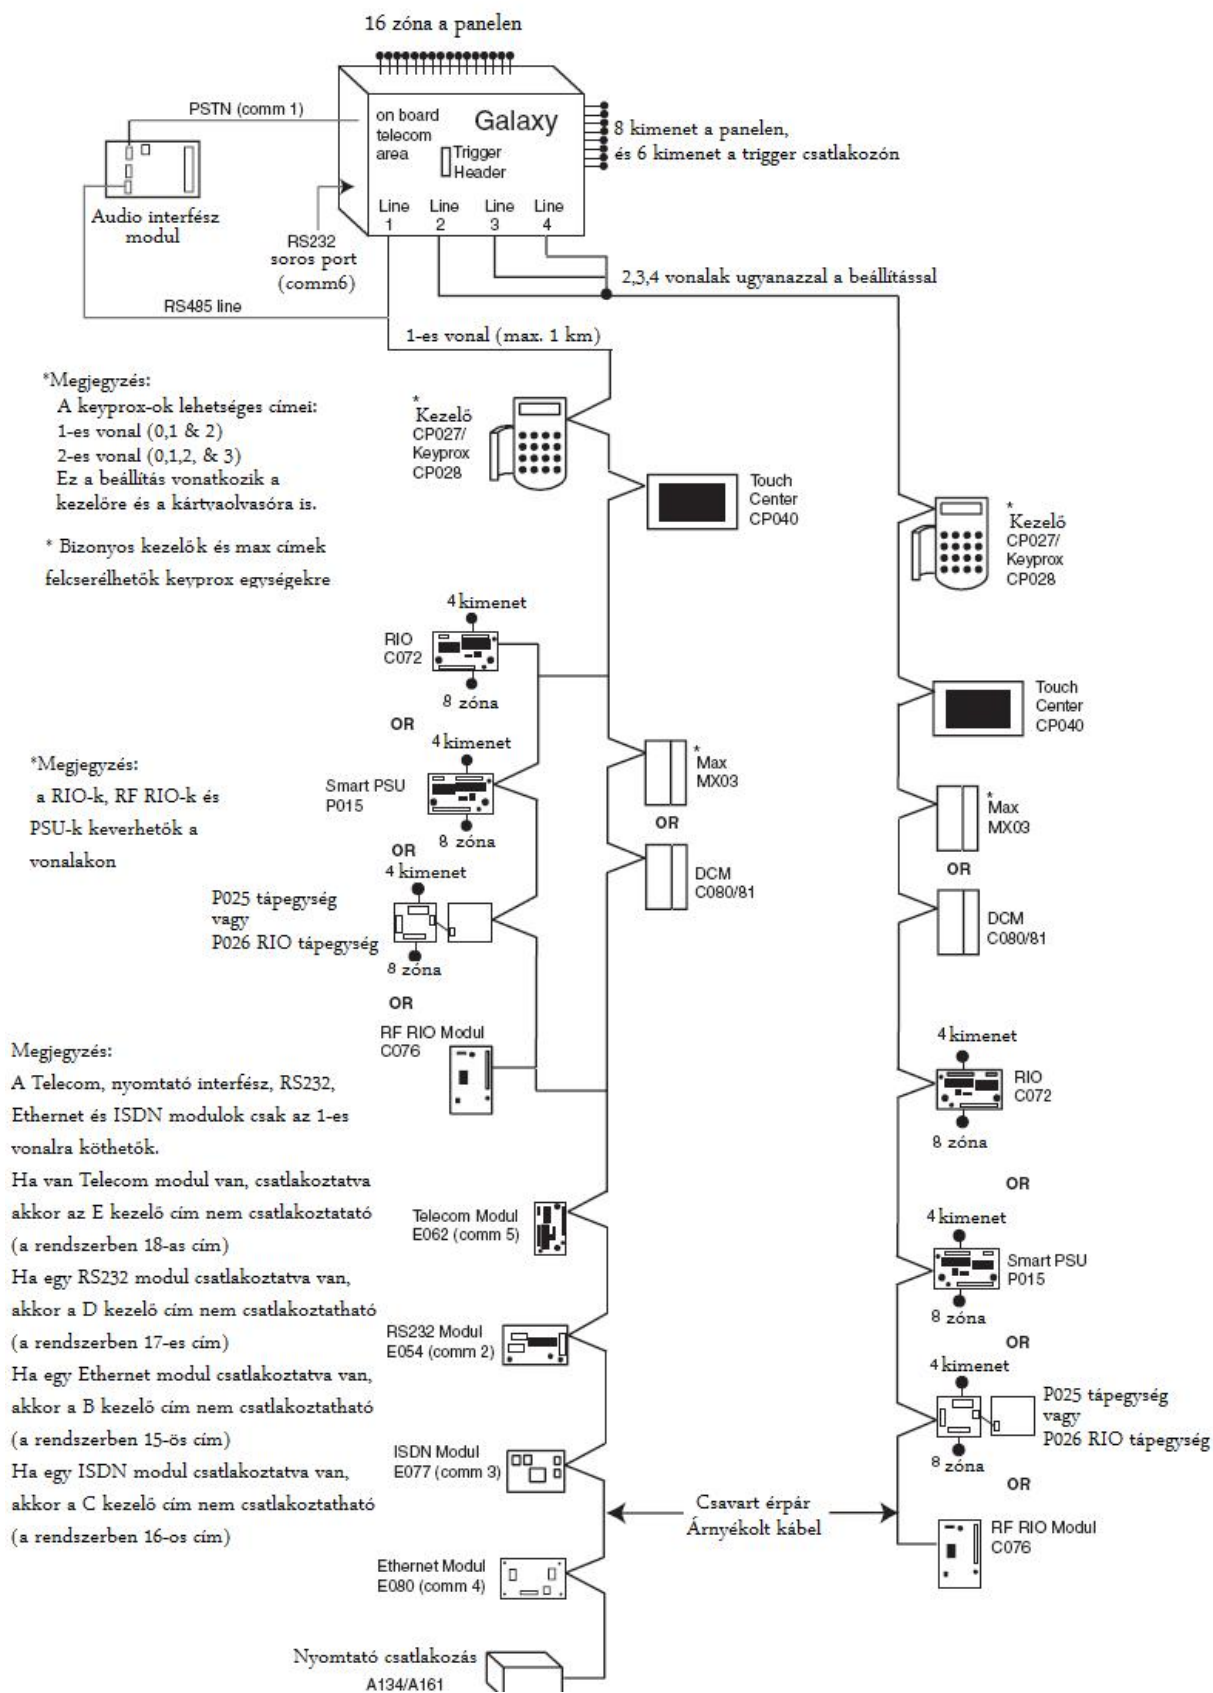 16 zóna a panelen
PSTN (comm 1)
on board
telecom
area
Galaxy
Trigger
Header
8 kimenet a panelen,
és 6 kimenet a trigger csatlakozón
Line
1
Line
2
Line
3
Line
4
Audio interfész
modul
RS232
soros port
(comm6)
2,3,4 vonalak ugyanazzal a beállítással
RS485 line
1-es vonal (max. 1 km)
*Megjegyzés:
A keyprox-ok lehetséges címei:
1-es vonal (0,1 & 2)
2-es vonal (0,1,2, & 3)
Ez a beállítás vonatkozik a
kezelőre és a kártyaolvasóra is.
* Bizonyos kezelők és max címek
felcserélhetők keyprox egységekre
*
Kezelő
CP027/
Keyprox
CP028
Touch
Center
CP040
*
Kezelő
CP027/
Keyprox
CP028
4 kimenet
RIO
C072
8 zóna
OR
4 kimenet
Smart PSU
P015
8 zóna
OR
4 kimenet
P025 tápegység
vagy
P026 RIO tápegység
8 zóna
OR
RF RIO Modul
C076
*Megjegyzés:
a RIO-k, RF RIO-k és
PSU-k keverhetők a
vonalakon
*
Max
MX03
OR
DCM
C080/81
Touch
Center
CP040
*
Max
MX03
OR
DCM
C080/81
4 kimenet
RIO
C072
8 zóna
OR
4 kimenet
Smart PSU
P015
8 zóna
OR
4 kimenet
P025 tápegység
vagy
P026 RIO tápegység
8 zóna
OR
RF RIO Modul
C076
Megjegyzés:
A Telecom, nyomtató interfész, RS232,
Ethernet és ISDN modulok csak az 1-es
vonalra köthetők.
Ha van Telecom modul van, csatlakoztatva
akkor az E kezelő cím nem csatlakoztatató
(a rendszerben 18-as cím)
Ha egy RS232 modul csatlakoztatva van,
akkor a D kezelő cím nem csatlakoztatható
(a rendszerben 17-es cím)
Ha egy Ethernet modul csatlakoztatva van,
akkor a B kezelő cím nem csatlakoztatható
(a rendszerben 15-ös cím)
Ha egy ISDN modul csatlakoztatva van,
akkor a C kezelő cím nem csatlakoztatható
(a rendszerben 16-os cím)
Telecom Modul
E062 (comm 5)
RS232 Modul
E054 (comm 2)
ISDN Modul
E077 (comm 3)
Csavart érpár
Árnyékolt kábel
Ethernet Modul
E080 (comm 4)
Nyomtató csatlakozás
A134/A161